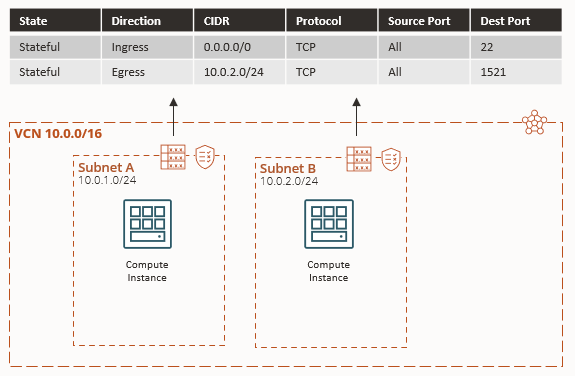 State Direction CIDR Protocol Source Port Dest Port
Stateful Ingress 0.0.0.0/0 TCP All 22
Stateful Egress 10.0.2.0/24 TCP All 1521
VCN 10.0.0/16
Subnet A
10.0.1.0/24
Compute
Instance
Subnet B
10.0.2.0/24
Compute
Instance